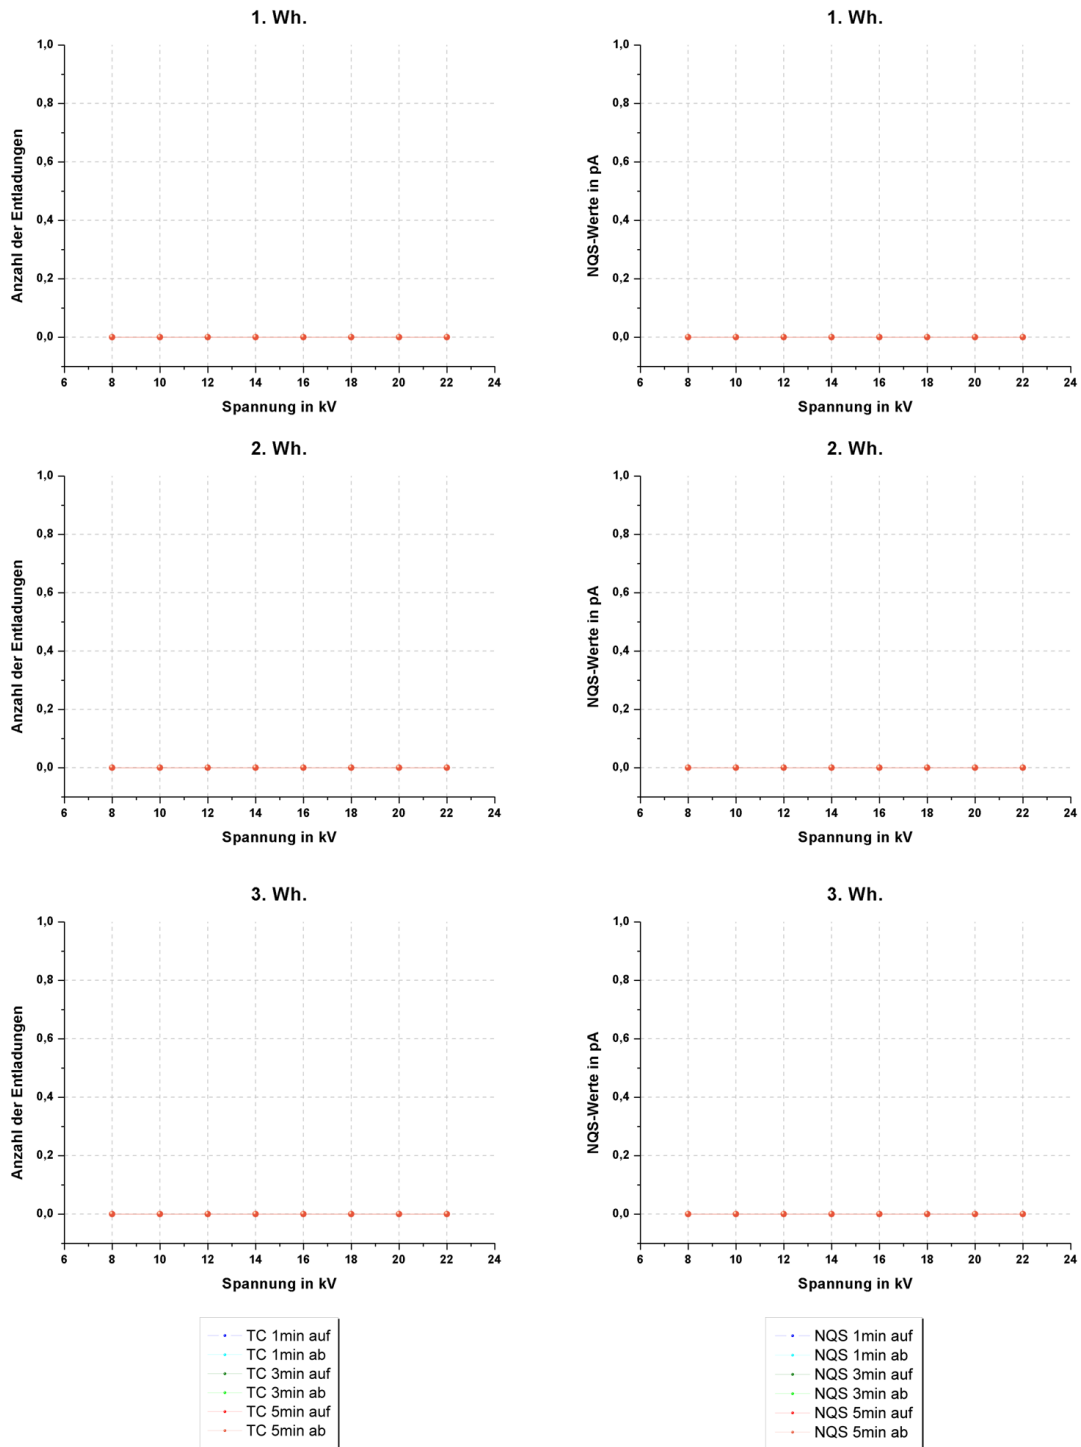 1. Wh.
1,0
0,8
0,6
0,4
0,2
0,0
Anzahl der Entladungen
6 8 10 12 14 16 18 20 22 24
Spannung in kV
1. Wh.
1,0
0,8
0,6
0,4
0,2
0,0
NQS-Werte in pA
6 8 10 12 14 16 18 20 22 24
Spannung in kV
2. Wh.
1,0
0,8
0,6
0,4
0,2
0,0
Anzahl der Entladungen
6 8 10 12 14 16 18 20 22 24
Spannung in kV
2. Wh.
1,0
0,8
0,6
0,4
0,2
0,0
NQS-Werte in pA
6 8 10 12 14 16 18 20 22 24
Spannung in kV
3. Wh.
1,0
0,8
0,6
0,4
0,2
0,0
Anzahl der Entladungen
6 8 10 12 14 16 18 20 22 24
Spannung in kV
3. Wh.
1,0
0,8
0,6
0,4
0,2
0,0
NQS-Werte in pA
6 8 10 12 14 16 18 20 22 24
Spannung in kV
TC 1min auf
TC 1min ab
TC 3min auf
TC 3min ab
TC 5min auf
TC 5min ab
NQS 1min auf
NQS 1min ab
NQS 3min auf
NQS 3min ab
NQS 5min auf
NQS 5min ab